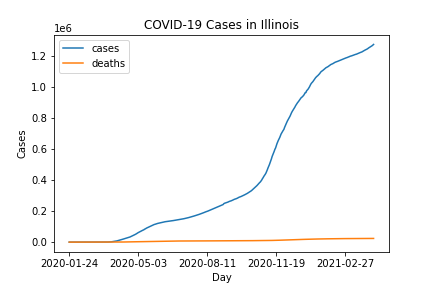 COVID-19 Cases in Illinois
1e6
cases
deaths
1.2
1.0
0.8
0.6
0.4
0.2
0.0
Cases
2020-01-24 2020-05-03 2020-08-11 2020-11-19 2021-02-27
Day